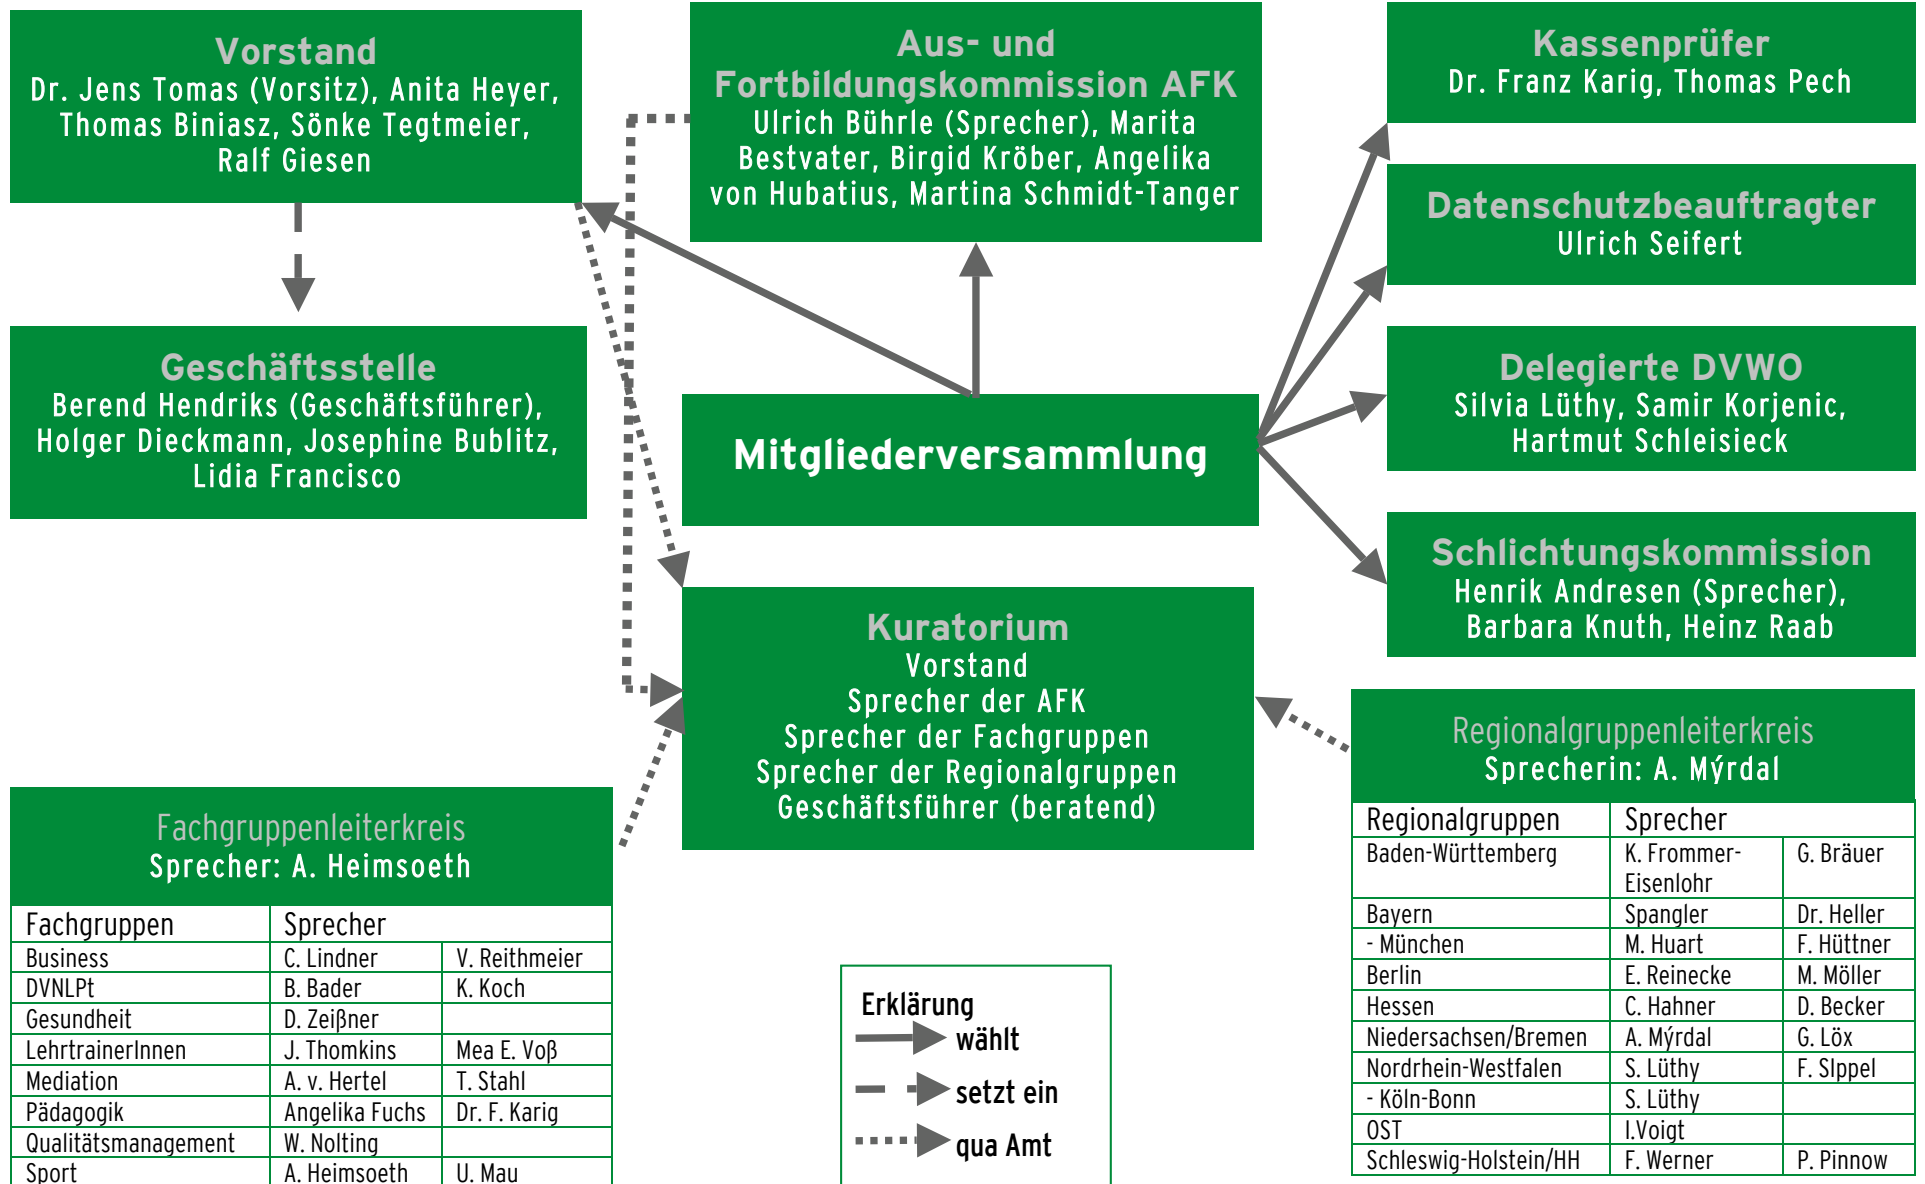 Vorstand
Dr. Jens Tomas (Vorsitz), Anita Heyer,
Thomas Biniasz, Sönke Tegtmeier,
Ralf Giesen
Aus- und
Fortbildungskommission AFK
Ulrich Bührle (Sprecher), Marita
Bestvater, Birgid Kröber, Angelika
von Hubatius, Martina Schmidt-Tanger
Kassenprüfer
Dr. Franz Karig, Thomas Pech
Datenschutzbeauftragter
Ulrich Seifert
Geschäftsstelle
Berend Hendriks (Geschäftsführer),
Holger Dieckmann, Josephine Bublitz,
Lidia Francisco
Mitgliederversammlung
Delegierte DVWO
Silvia Lüthy, Samir Korjenic,
Hartmut Schleisieck
Schlichtungskommission
Henrik Andresen (Sprecher),
Barbara Knuth, Heinz Raab
Kuratorium
Vorstand
Sprecher der AFK
Sprecher der Fachgruppen
Sprecher der Regionalgruppen
Geschäftsführer (beratend)
Fachgruppenleiterkreis
Sprecher: A. Heimsoeth
Fachgruppen Sprecher
Business C. Lindner V. Reithmeier
DVNLPt B. Bader K. Koch
Gesundheit D. Zeißner
LehrtrainerInnen J. Thomkins Mea E. Voß
Mediation A. v. Hertel T. Stahl
Pädagogik Angelika Fuchs Dr. F. Karig
Qualitätsmanagement W. Nolting
Sport A. Heimsoeth U. Mau
Erklärung
wählt
setzt ein
qua Amt
Regionalgruppenleiterkreis
Sprecherin: A. Mýrdal
Regionalgruppen Sprecher
Baden-Württemberg K. Frommer- G. Bräuer
Eisenlohr
Bayern Spangler Dr. Heller
- München M. Huart F. Hüttner
Berlin E. Reinecke M. Möller
Hessen C. Hahner D. Becker
Niedersachsen/Bremen A. Mýrdal G. Löx
Nordrhein-Westfalen S. Lüthy F. SIppel
- Köln-Bonn S. Lüthy
OST I.Voigt
Schleswig-Holstein/HH F. Werner P. Pinnow